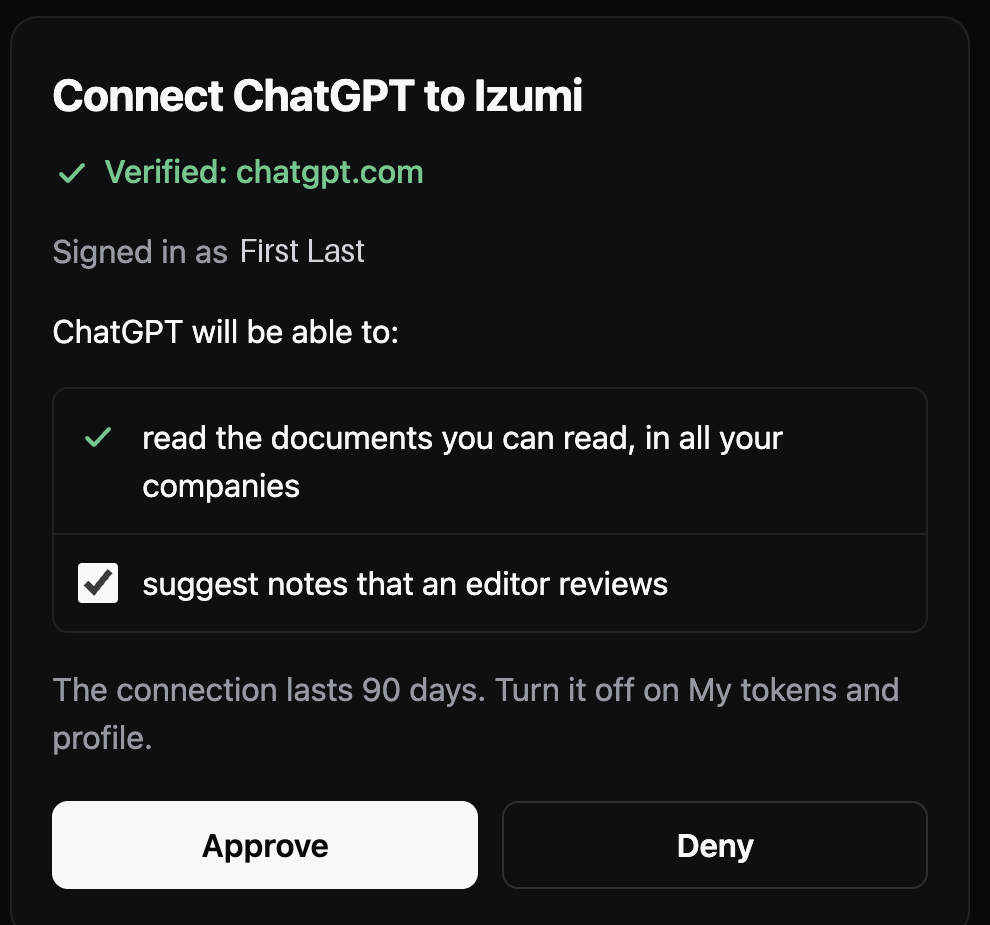 Connect ChatGPT to Izumi
Verified: chatgpt.com
Signed in as First Last
ChatGPT will be able to:
read the documents you can read, in all your
companies
suggest notes that an editor reviews
The connection lasts 90 days. Turn it off on My tokens and
profile.
Approve
Deny